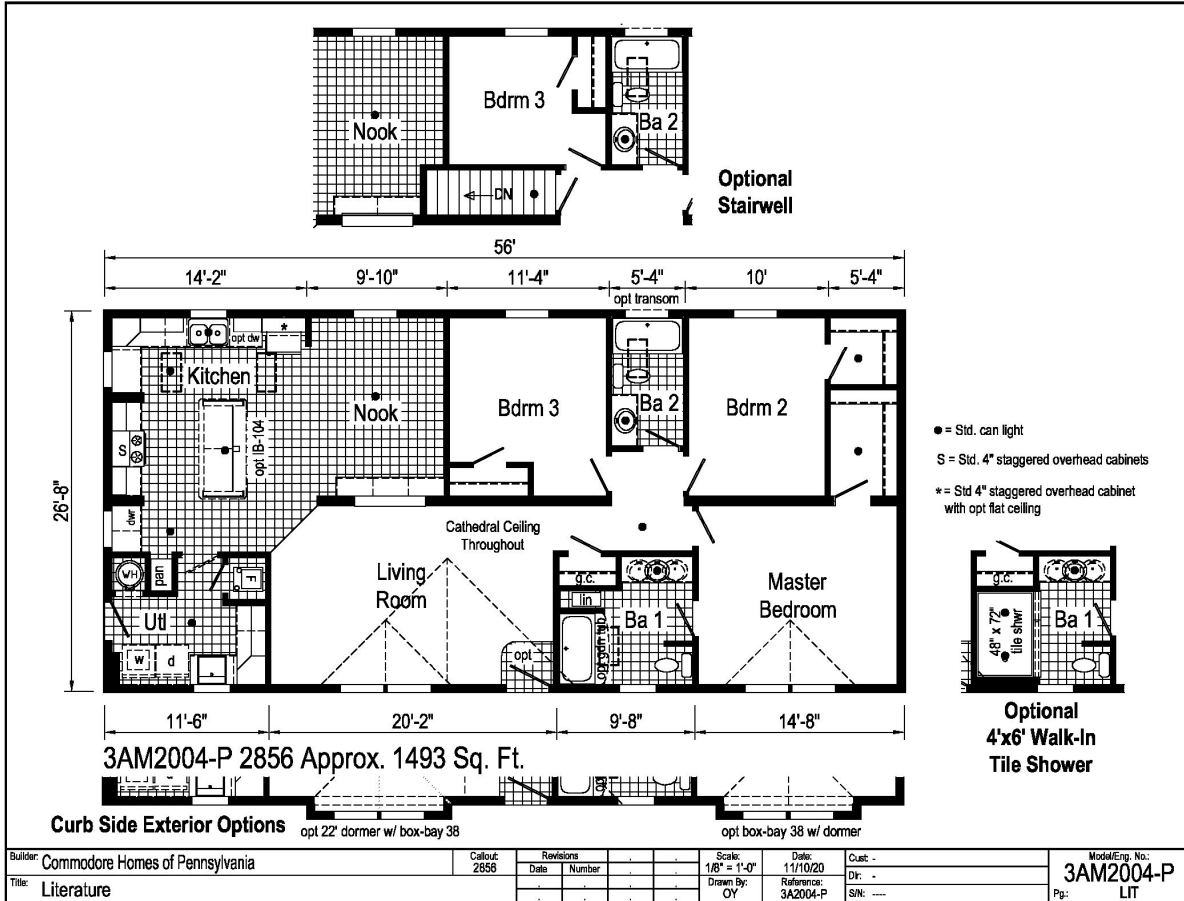 Nook
Bdrm 3
Ba 2
DN
Optional
Stairwell
56'
14'-2"
9'-10"
11'-4"
5'-4"
10'
5'-4"
opt transom
26'-8"
opt dw
*
Kitchen
Nook
Bdrm 3
Ba 2
Bdrm 2
S
opt IB-104
dwr
● = Std. can light
S = Std. 4" staggered overhead cabinets
* = Std 4" staggered overhead cabinet
with opt flat ceiling
Cathedral Ceiling
Throughout
WH
pan
F
Living
Room
g.c.
lin
Master
Bedroom
Utl
Ba 1
opt gdn tub
opt
w
d
g.c.
48" x 72"
tile shwr
Ba 1
Optional
4'x6' Walk-In
Tile Shower
11'-6"
20'-2"
9'-8"
14'-8"
3AM2004-P 2856 Approx. 1493 Sq. Ft.
Curb Side Exterior Options
opt 22' dormer w/ box-bay 38
opt box-bay 38 w/ dormer
Builder: Commodore Homes of Pennsylvania
Title: Literature
Callout:
2856
Revisions
Date Number
Scale:
1/8" = 1'-0"
Drawn By:
OY
Date:
11/10/20
Reference:
3A2004-P
Cust: -
Dir: -
S/N: ----
Model/Eng. No.:
3AM2004-P
Pg.: LIT